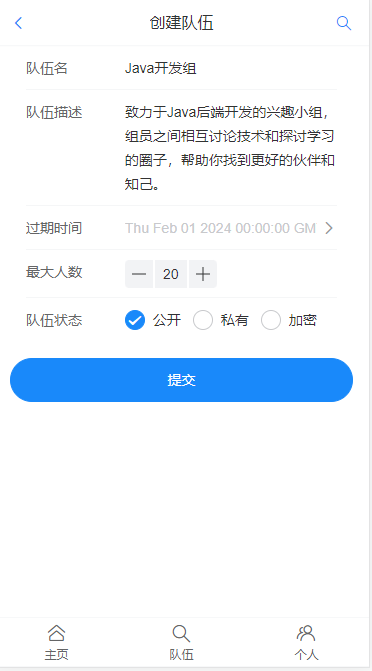 创建队伍
队伍名 Java开发组
队伍描述 致力于Java后端开发的兴趣小组，
组员之间相互讨论技术和探讨学习
的圈子，帮助你找到更好的伙伴和
知己。
过期时间 Thu Feb 01 2024 00:00:00 GM
最大人数 20
队伍状态 公开 私有 加密
提交
主页 队伍 个人